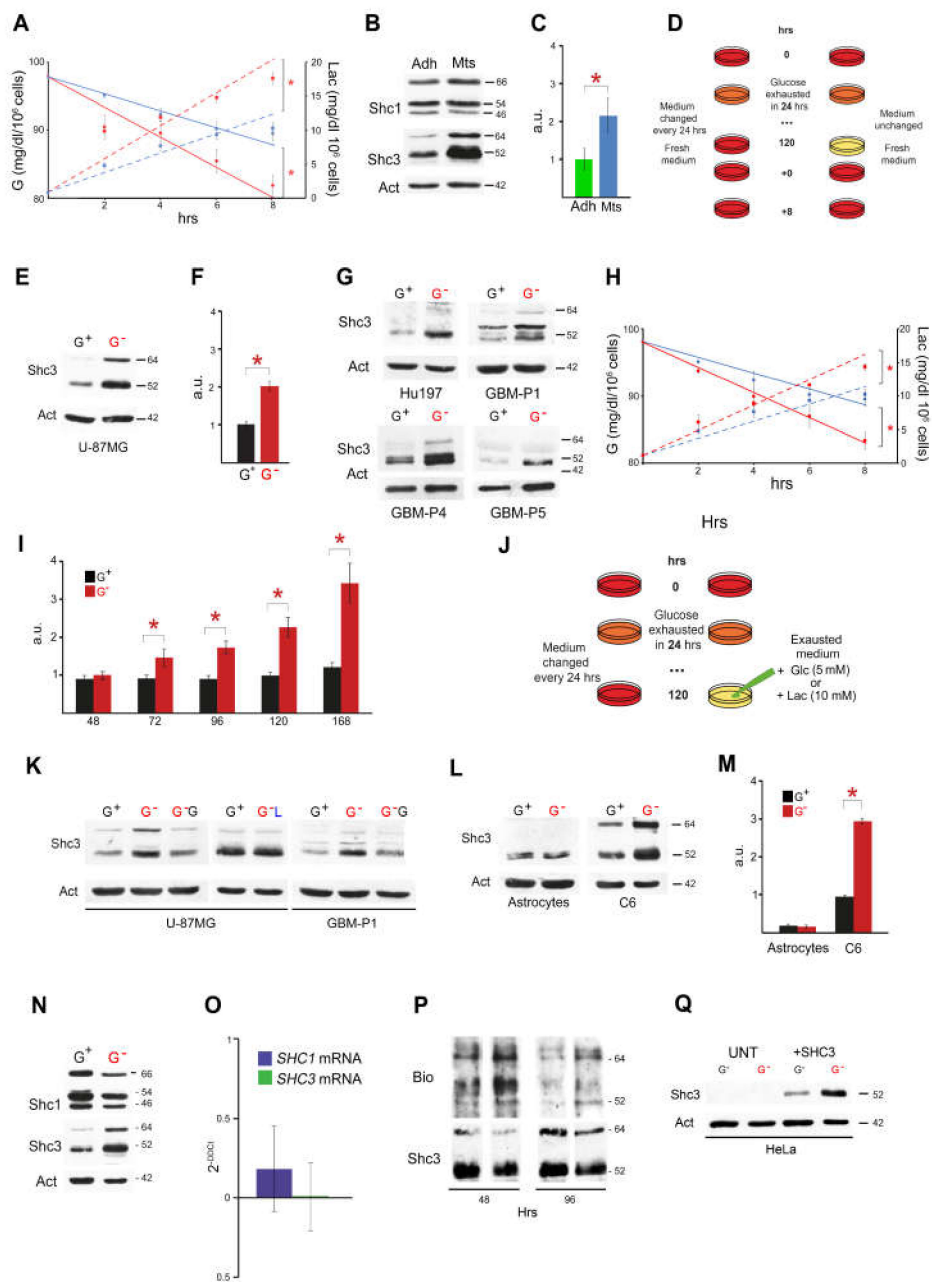 A
G (mg/dl/10⁶ cells)
100
90
80
0
2
4
6
8
hrs
20
15
10
5
0
Lac (mg/dl 10⁶ cells)
*
*
B
Adh Mts
Shc1
Shc3
Act
66
54
46
64
52
42
C
a.u.
4
3
2
1
*
Adh Mts
D
hrs
0
Glucose
exhausted
in 24 hrs
...
120
+0
+8
Medium
changed
every 24 hrs
Fresh
medium
Medium
unchanged
Fresh
medium
E
G⁺ G⁻
Shc3
Act
64
52
42
U-87MG
F
a.u.
4
3
2
1
*
G⁺ G⁻
G
G⁺ G⁻ G⁺ G⁻
Shc3
Act
64
52
42
Hu197 GBM-P1
Shc3
Act
64
52
42
GBM-P4 GBM-P5
H
G (mg/dl/10⁶ cells)
100
90
80
0
2
4
6
8
hrs
20
15
10
5
0
Lac (mg/dl 10⁶ cells)
*
*
Hrs
I
a.u.
4
3
2
1
G⁺
G⁻
* * * *
48 72 96 120 168
J
hrs
0
Glucose
exhausted
in 24 hrs
...
120
Medium
changed
every 24 hrs
Exausted
medium
+ Glc (5 mM)
or
+ Lac (10 mM)
K
G⁺ G⁻ G⁻G G⁺ G⁻L G⁺ G⁻ G⁻G
Shc3
Act
U-87MG GBM-P1
L
G⁺ G⁻ G⁺ G⁻
Shc3
Act
64
52
42
Astrocytes C6
M
a.u.
3
2
1
G⁺
G⁻
*
Astrocytes C6
N
G⁺ G⁻
Shc1
Shc3
Act
66
54
46
64
52
42
O
2⁻ᴰᴰᶜᴵ
1
0
0.5
SHC1 mRNA
SHC3 mRNA
P
Bio
Shc3
64
52
64
52
48 96
Hrs
Q
UNT +SHC3
G⁻ G⁻ G⁻ G⁻
Shc3
Act
52
42
HeLa